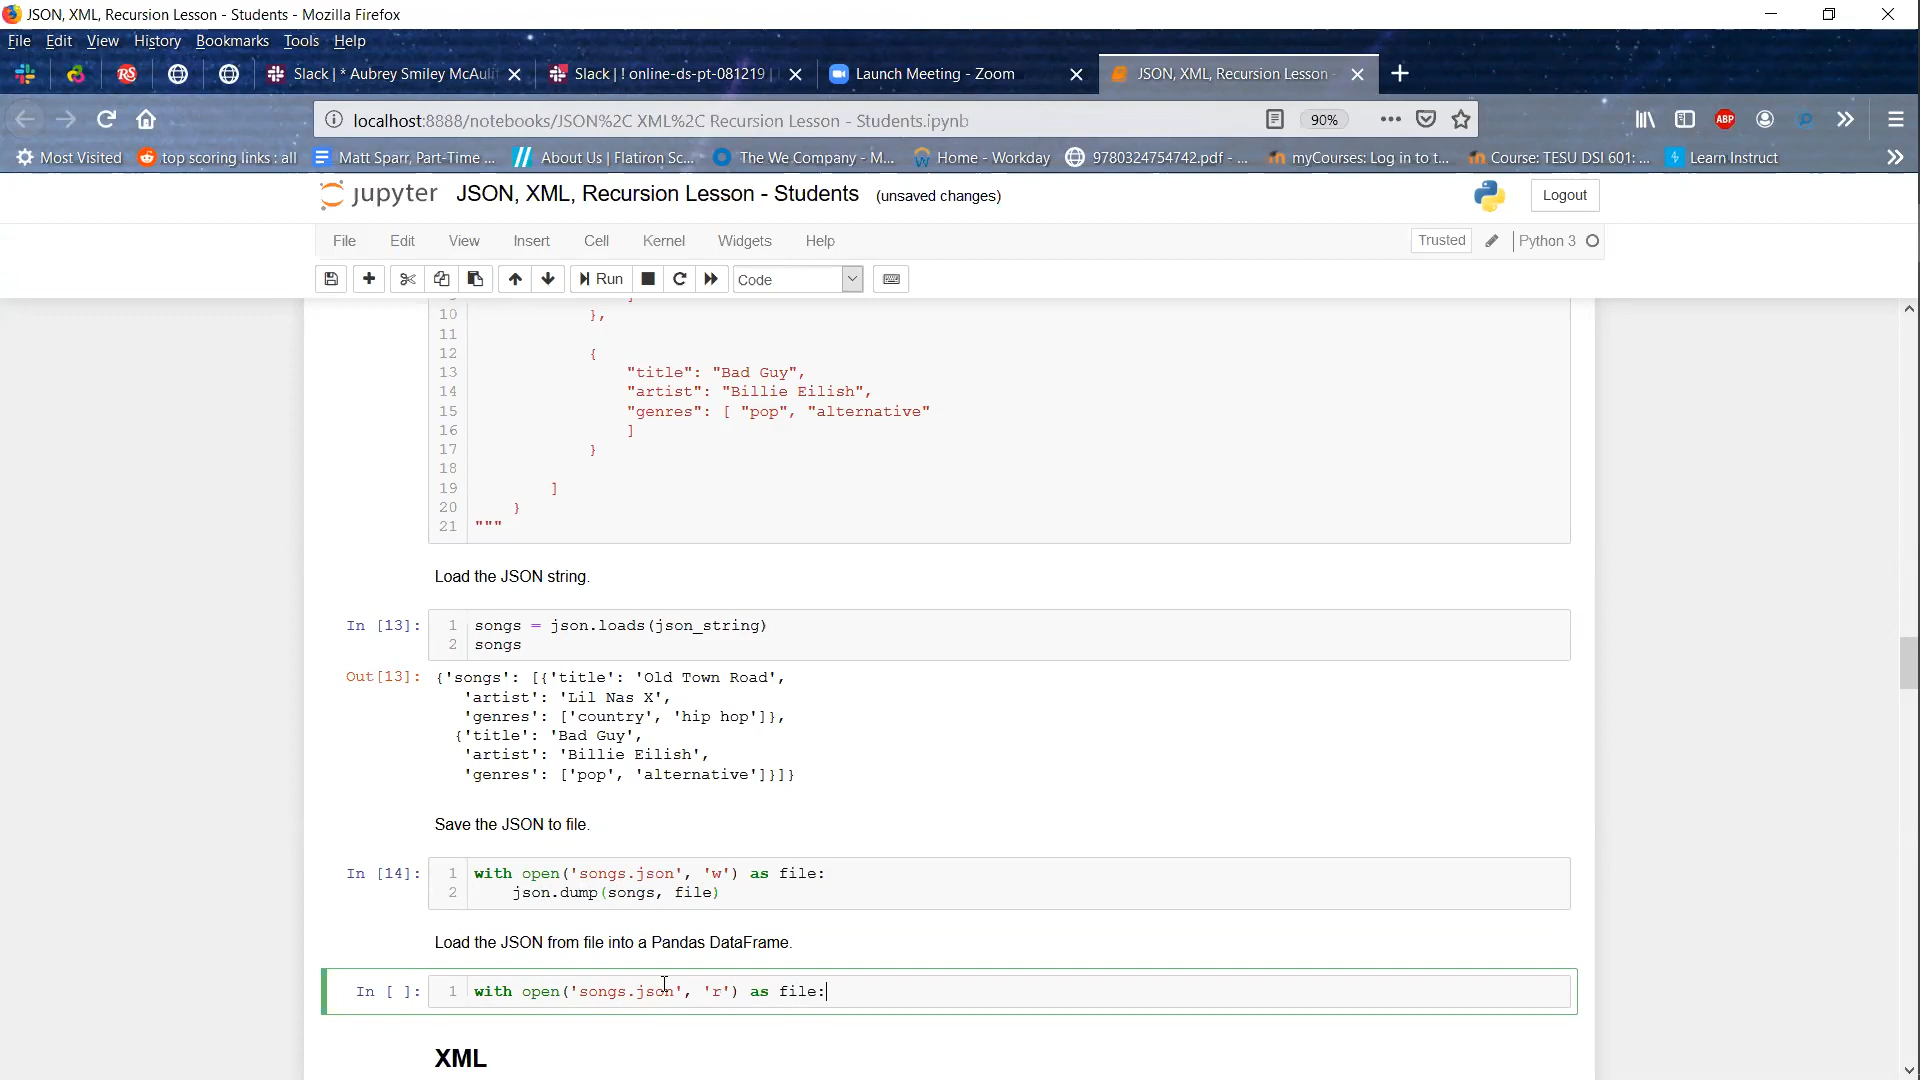 JSON, XML, Recursion Lesson - Students - Mozilla Firefox
File Edit View History Bookmarks Tools Help
RS Slack | * Aubrey Smiley McAuli Slack | ! online-ds-pt-081219 | Launch Meeting - Zoom JSON, XML, Recursion Lesson -
localhost:8888/notebooks/JSON%2C XML%2C Recursion Lesson - Students.ipynb 90% ABP
Most Visited top scoring links : all Matt Sparr, Part-Time ... About Us | Flatiron Sc... The We Company - M... Home - Workday 9780324754742.pdf - ... myCourses: Log in to t... Course: TESU DSI 601: ... Learn Instruct
jupyter JSON, XML, Recursion Lesson - Students (unsaved changes) Logout
File Edit View Insert Cell Kernel Widgets Help Trusted Python 3
Run Code
9 ]
10 },
11
12 {
13 "title": "Bad Guy",
14 "artist": "Billie Eilish",
15 "genres": [ "pop", "alternative"
16 ]
17 }
18
19 ]
20 }
21 """
Load the JSON string.
In [13]: 1 songs = json.loads(json_string)
2 songs
Out[13]: {'songs': [{'title': 'Old Town Road',
'artist': 'Lil Nas X',
'genres': ['country', 'hip hop']},
{'title': 'Bad Guy',
'artist': 'Billie Eilish',
'genres': ['pop', 'alternative']}]}
Save the JSON to file.
In [14]: 1 with open('songs.json', 'w') as file:
2 json.dump(songs, file)
Load the JSON from file into a Pandas DataFrame.
In [ ]: 1 with open('songs.json', 'r') as file:
XML